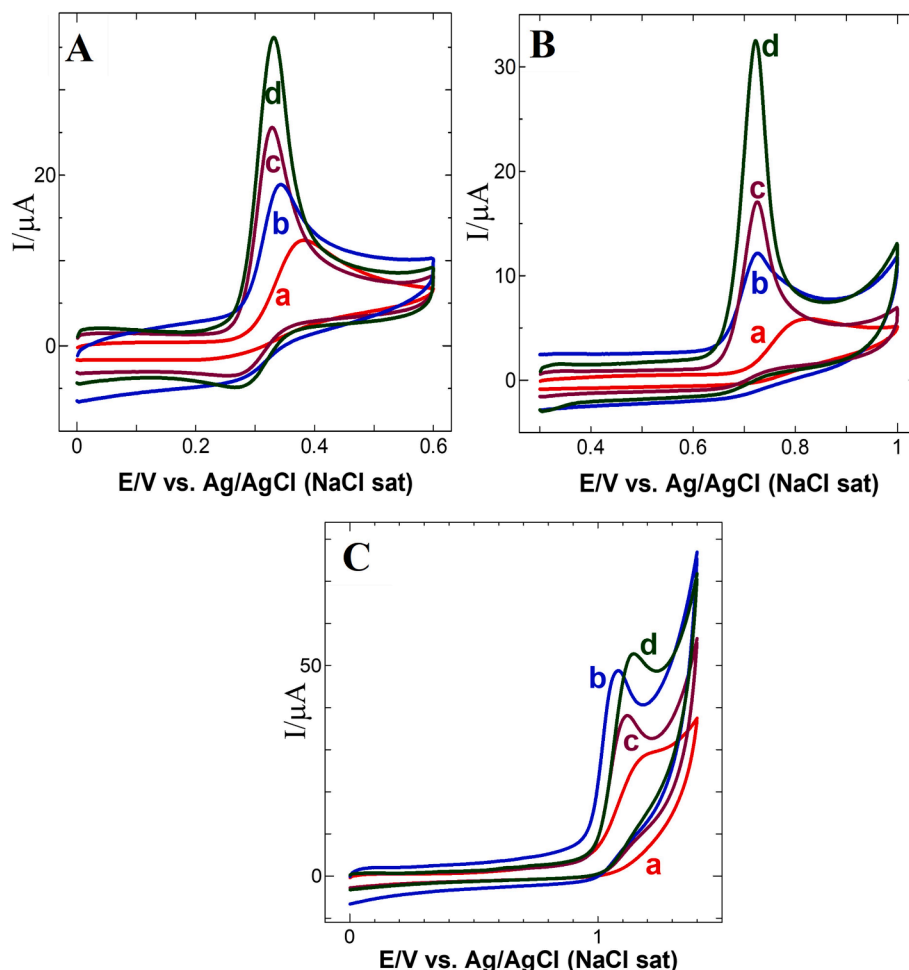 A
I/µA
20
0
d
c
b
a
0
0.2
0.4
0.6
E/V vs. Ag/AgCl (NaCl sat)
B
I/µA
30
20
10
0
d
c
b
a
0.4
0.6
0.8
1
E/V vs. Ag/AgCl (NaCl sat)
C
I/µA
50
0
b
d
c
a
0
1
E/V vs. Ag/AgCl (NaCl sat)